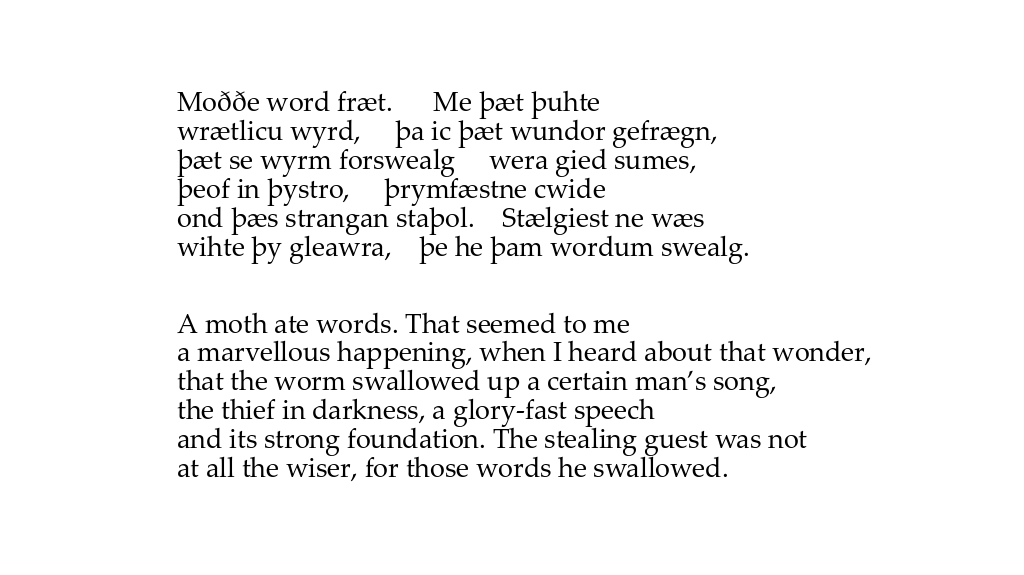 Moððe word fræt. Me þæt þuhte
wrætlicu wyrd, þa ic þæt wundor gefrægn,
þæt se wyrm forswealg wera gied sumes,
þeof in þystro, þrymfæstne cwide
ond þæs strangan staþol. Stælgiest ne wæs
wihte þy gleawra, þe he þam wordum swealg.
A moth ate words. That seemed to me
a marvellous happening, when I heard about that wonder,
that the worm swallowed up a certain man’s song,
the thief in darkness, a glory-fast speech
and its strong foundation. The stealing guest was not
at all the wiser, for those words he swallowed.